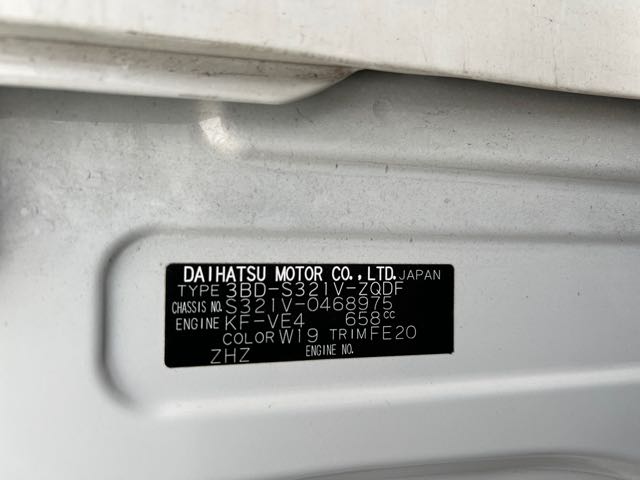 DAIHATSU MOTOR CO., LTD. JAPAN
TYPE 3BD-S321V-ZQDF
CHASSIS NO. S321V-0468975
ENGINE KF-VE4 658cc
COLOR W19 TRIM FE20
ZHZ ENGINE NO.